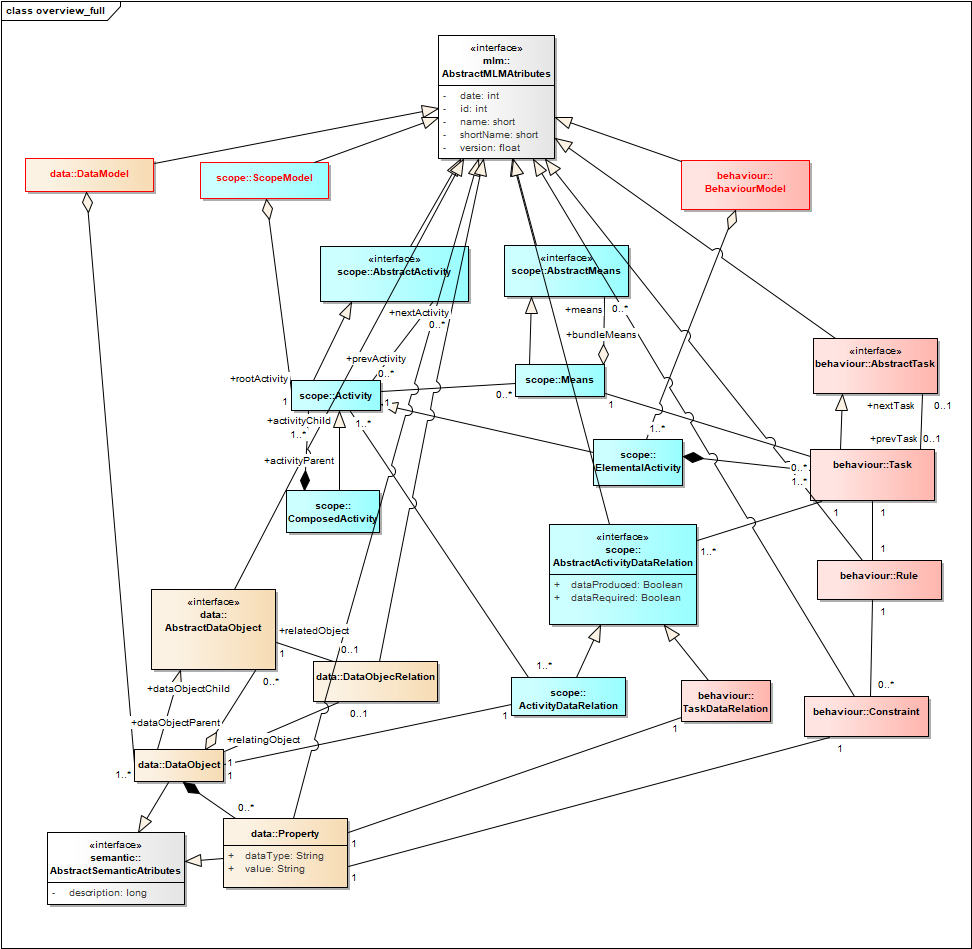 class overview_full
«interface»
mlm::
AbstractMLMAtributes
- date: int
- id: int
- name: short
- shortName: short
- version: float
data::DataModel
scope::ScopeModel
behaviour::
BehaviourModel
«interface»
scope::AbstractActivity
«interface»
scope::AbstractMeans
+nextActivity
0..*
+means
0..*
+bundleMeans
«interface»
behaviour::AbstractTask
+prevActivity
0..*
+rootActivity
1
scope::Activity
1
scope::Means
0..*
1
+nextTask
0..1
+activityChild
1..*
1..*
1..*
+prevTask
0..1
+activityParent
scope::
ElementalActivity
0..*
1..*
behaviour::Task
scope::
ComposedActivity
1
1
«interface»
scope::
AbstractActivityDataRelation
+ dataProduced: Boolean
+ dataRequired: Boolean
1..*
1
behaviour::Rule
1
«interface»
data::
AbstractDataObject
+relatedObject
1
0..1
0..*
data::DataObjecRelation
0..1
1..*
scope::
ActivityDataRelation
1
behaviour::
TaskDataRelation
1
0..*
behaviour::Constraint
1
+dataObjectChild
+dataObjectParent
+relatingObject
data::DataObject
1..*
1
1
0..*
«interface»
semantic::
AbstractSemanticAtributes
- description: long
data::Property
+ dataType: String
+ value: String
1
1